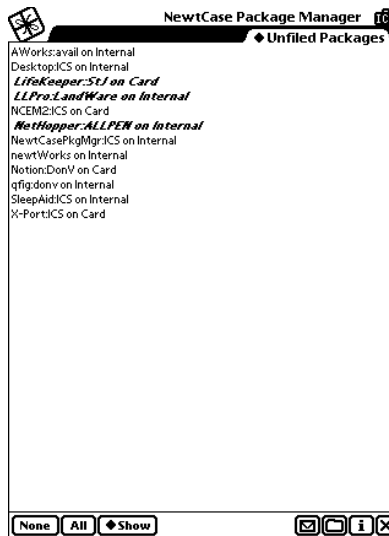 NewtCase Package Manager
◆Unfiled Packages
AWorks:avail on Internal
Desktop:ICS on Internal
LifeKeeper:StJ on Card
LLPro:LandWare on Internal
NCEM2:ICS on Card
NetHopper:ALLPEN on Internal
NewtCasePkgMgr:ICS on Internal
newtWorks on Internal
Notion:DonV on Card
qfig:donv on Internal
SleepAid:ICS on Internal
X-Port:ICS on Card
None All ◆Show i X